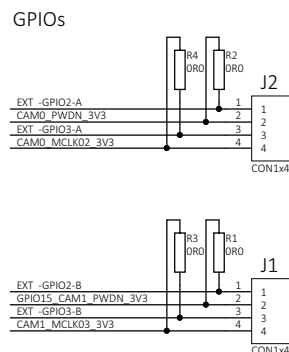 GPIOs
R4 R2
0R0 0R0
J2
EXT -GPIO2-A 1 1
CAM0_PWDN_3V3 2 2
EXT -GPIO3-A 3 3
CAM0_MCLK02_3V3 4 4
CON1x4
R3 R1
0R0 0R0
J1
EXT -GPIO2-B 1 1
GPIO15_CAM1_PWDN_3V3 2 2
EXT -GPIO3-B 3 3
CAM1_MCLK03_3V3 4 4
CON1x4